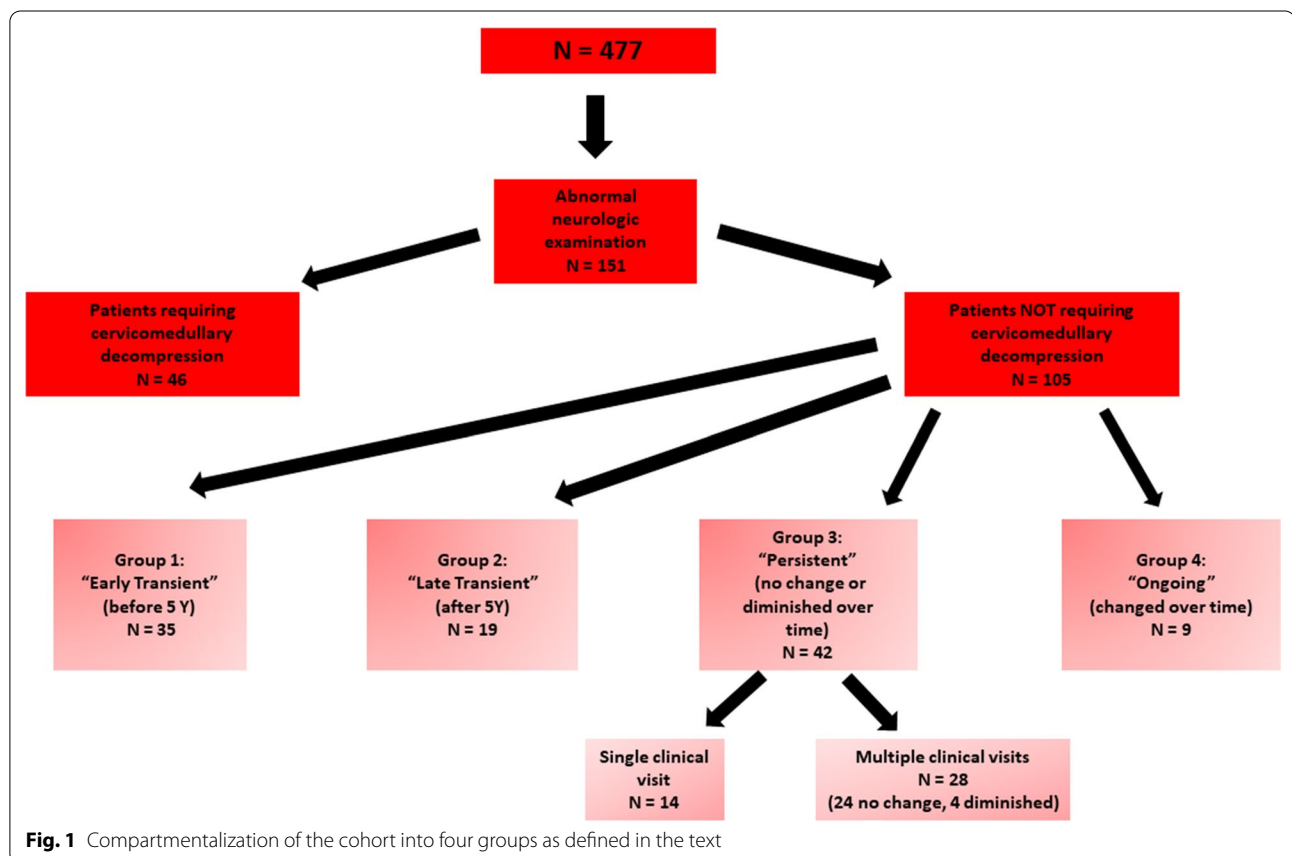 N = 477
Abnormal
neurologic
examination
N = 151
Patients requiring
cervicomedullary
decompression
N = 46
Patients NOT requiring
cervicomedullary
decompression
N = 105
Group 1:
“Early Transient”
(before 5 Y)
N = 35
Group 2:
“Late Transient”
(after 5Y)
N = 19
Group 3:
“Persistent”
(no change or
diminished over
time)
N = 42
Group 4:
“Ongoing”
(changed over time)
N = 9
Single clinical
visit
N = 14
Multiple clinical visits
N = 28
(24 no change, 4 diminished)
Fig. 1 Compartmentalization of the cohort into four groups as defined in the text